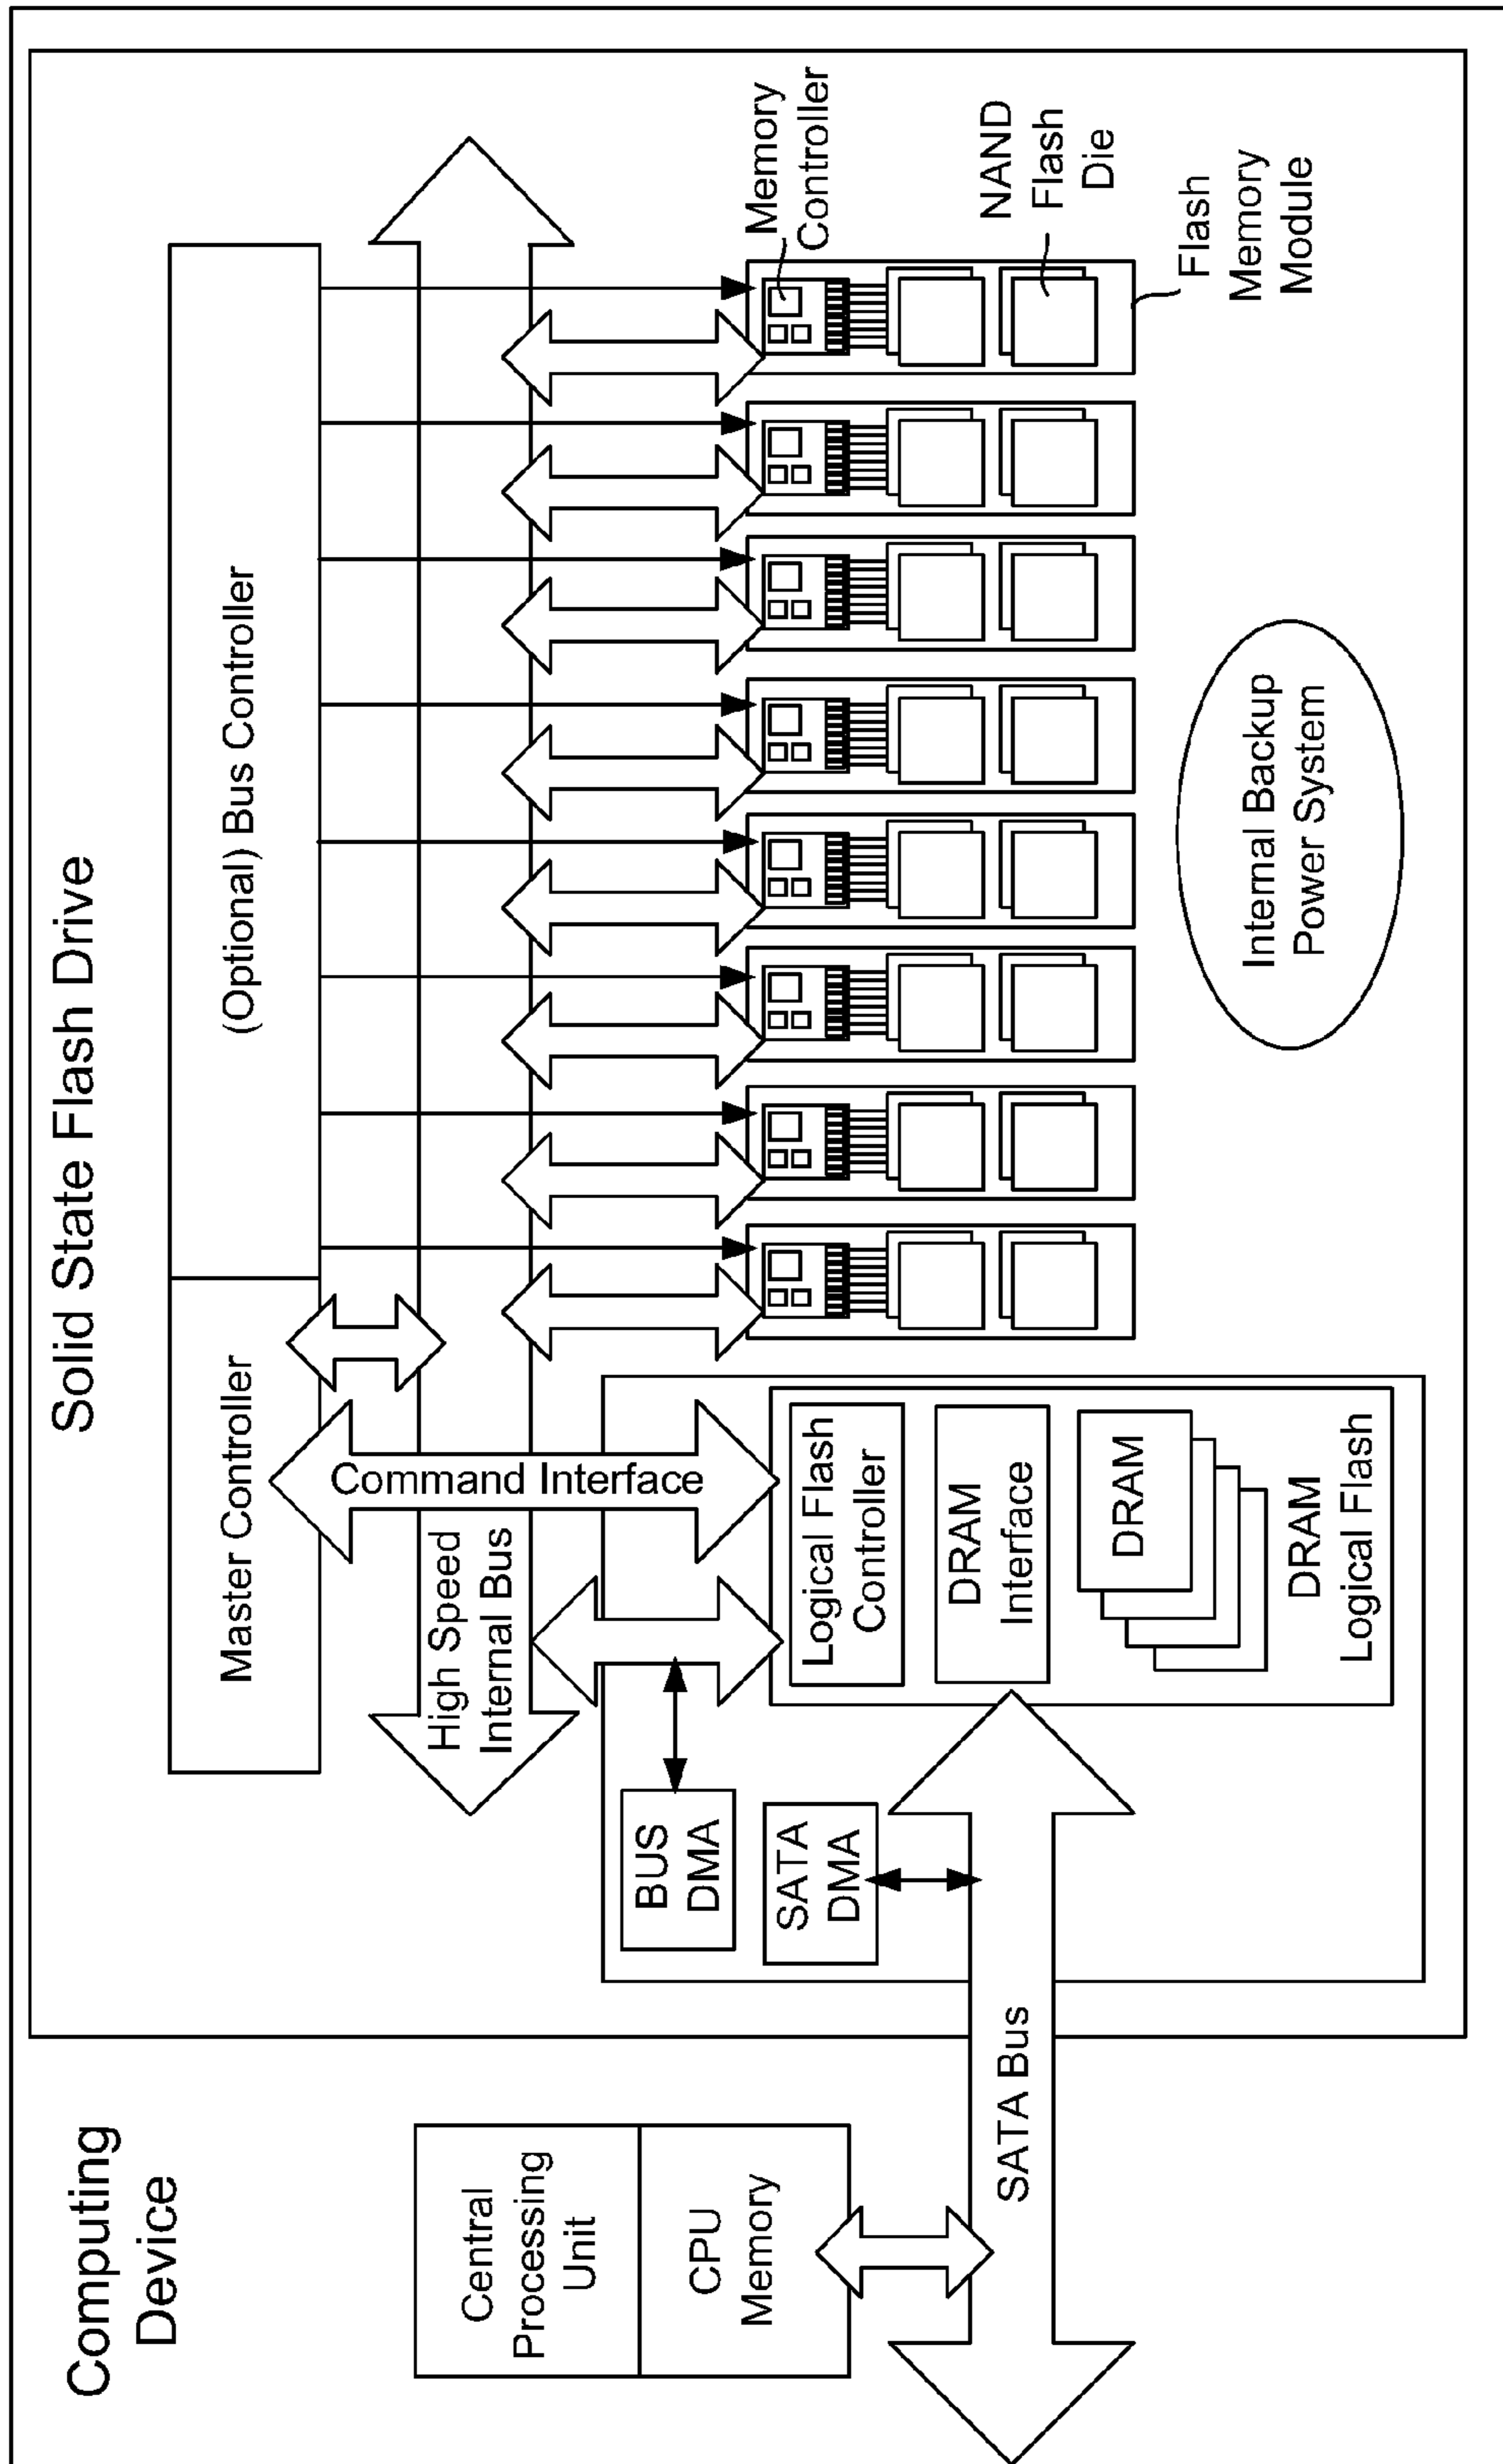 Computing
Device
Solid State Flash Drive
Master Controller
(Optional) Bus Controller
High Speed
Internal Bus
Command Interface
Central
Processing
Unit
CPU
Memory
SATA Bus
BUS
DMA
SATA
DMA
Logical Flash
Controller
DRAM
Interface
DRAM
DRAM
Logical Flash
Memory
Controller
NAND
Flash
Die
Flash
Memory
Module
Internal Backup
Power System